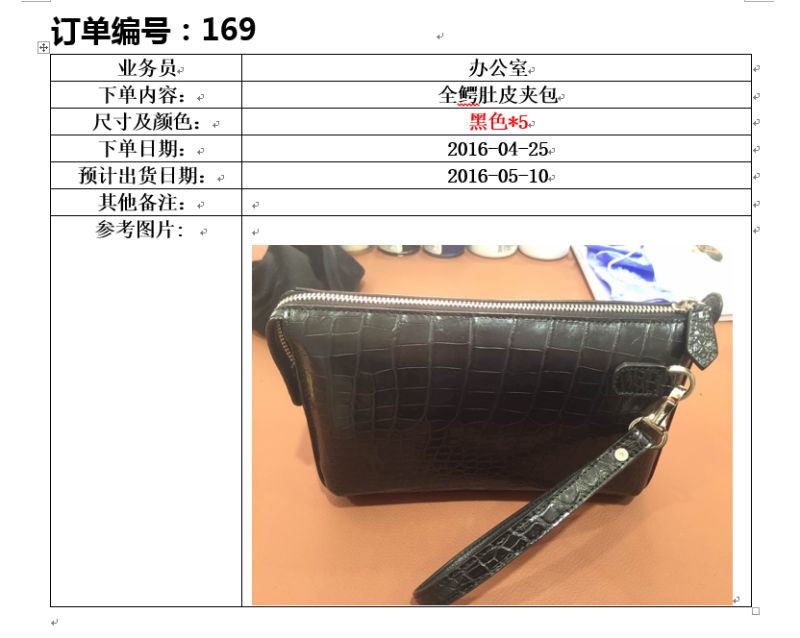 订单编号：169
业务员 办公室
下单内容： 全鳄肚皮夹包
尺寸及颜色： 黑色*5
下单日期： 2016-04-25
预计出货日期： 2016-05-10
其他备注：
参考图片：